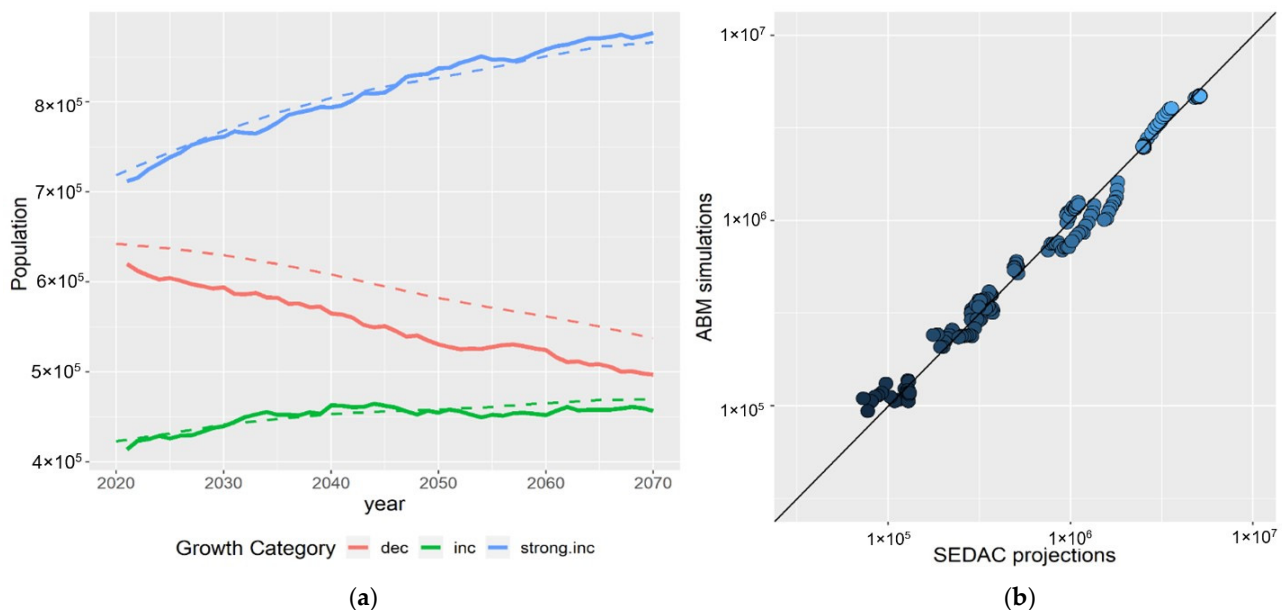 Population
8×10⁵
7×10⁵
6×10⁵
5×10⁵
4×10⁵
2020 2030 2040 2050 2060 2070
year
Growth Category dec inc strong.inc
(a)
ABM simulations
1×10⁷
1×10⁶
1×10⁵
1×10⁵ 1×10⁶ 1×10⁷
SEDAC projections
(b)